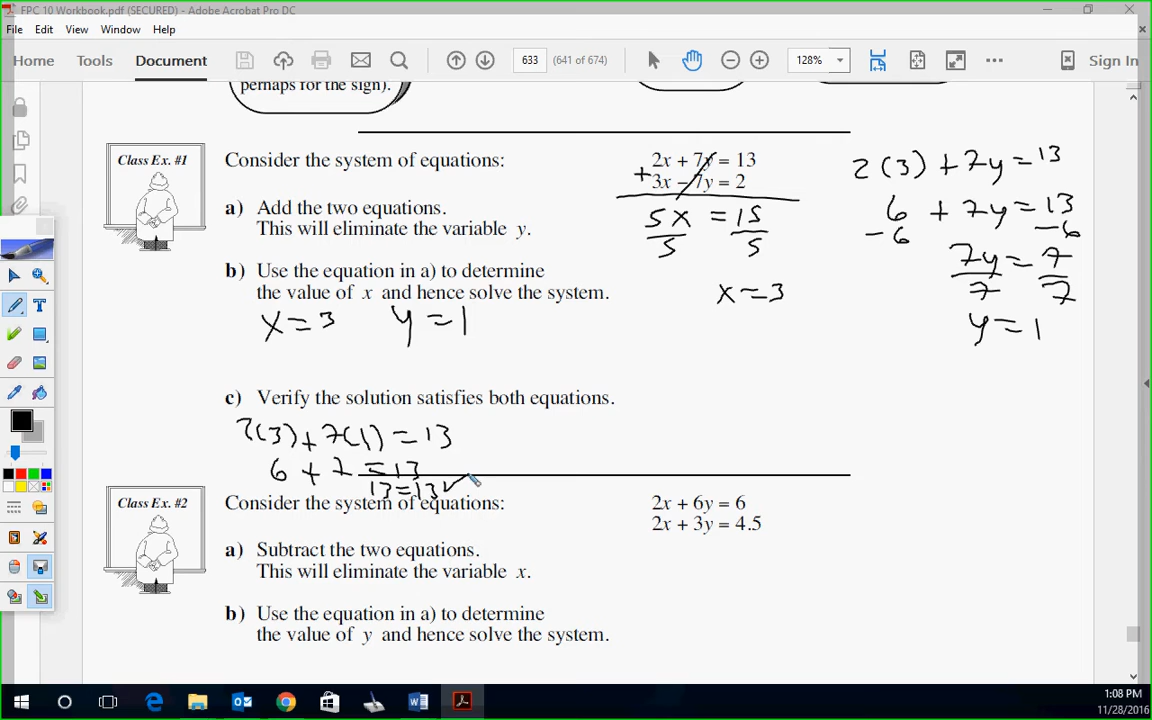 FPC 10 Workbook.pdf (SECURED) - Adobe Acrobat Pro DC
File Edit View Window Help
Home Tools Document 633 (641 of 674) 128% Sign In
perhaps for the sign).
Class Ex. #1
Consider the system of equations:
2x + 7y = 13
+ 3x − 7y = 2
5x = 15
5 5
x = 3
2(3) + 7y = 13
6 + 7y = 13
−6 −6
7y = 7
7 7
y = 1
a) Add the two equations.
This will eliminate the variable y.
b) Use the equation in a) to determine
the value of x and hence solve the system.
x = 3 y = 1
c) Verify the solution satisfies both equations.
2(3) + 7(1) = 13
6 + 7 = 13
13 = 13 ✓
Class Ex. #2
Consider the system of equations:
2x + 6y = 6
2x + 3y = 4.5
a) Subtract the two equations.
This will eliminate the variable x.
b) Use the equation in a) to determine
the value of y and hence solve the system.
1:08 PM
11/28/2016